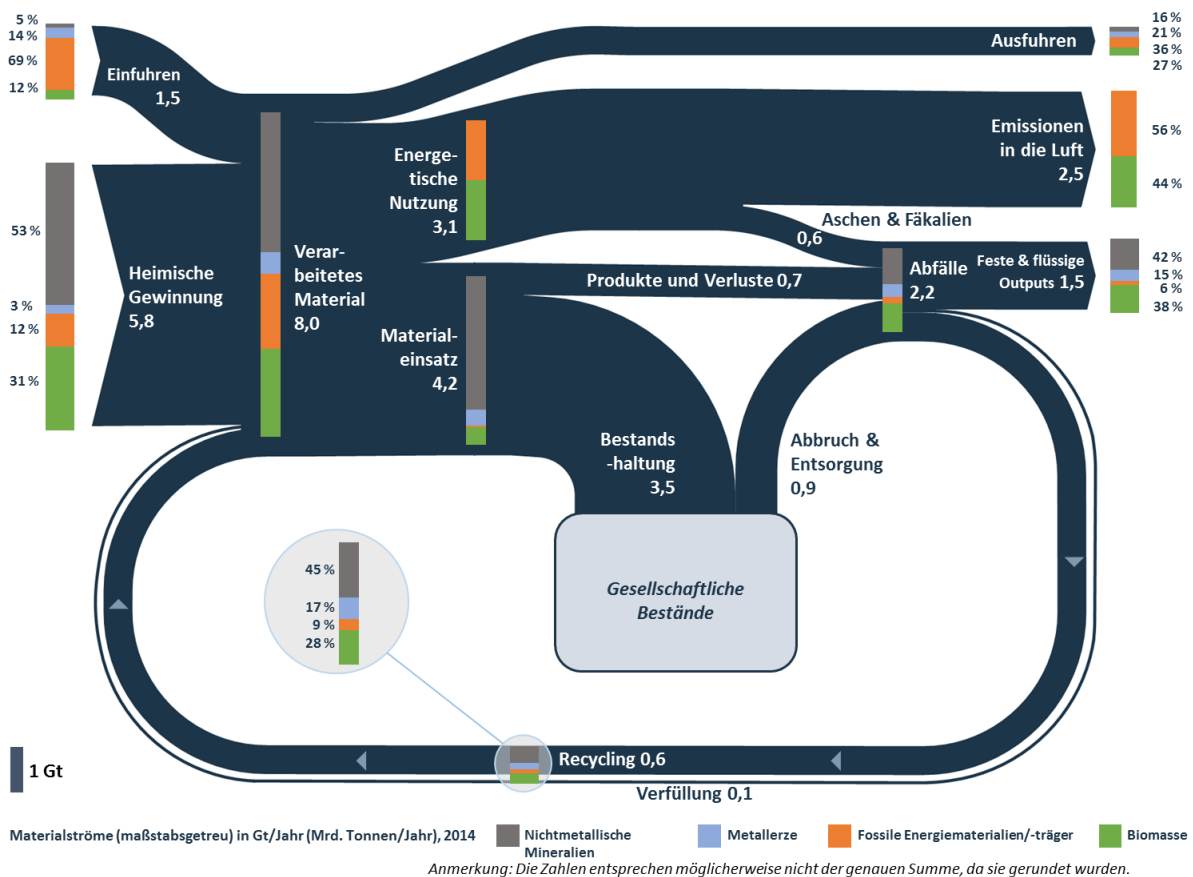 5 %
14 %
69 %
12 %
Einfuhren
1,5
53 %
3 %
12 %
31 %
Heimische
Gewinnung
5,8
Verar-
beitetes
Material
8,0
Energe-
tische
Nutzung
3,1
Material-
einsatz
4,2
Ausfuhren
16 %
21 %
36 %
27 %
Emissionen
in die Luft
2,5
56 %
44 %
Aschen & Fäkalien
0,6
Produkte und Verluste 0,7
Abfälle
2,2
Feste & flüssige
Outputs 1,5
42 %
15 %
6 %
38 %
Bestands
-haltung
3,5
Abbruch &
Entsorgung
0,9
Gesellschaftliche
Bestände
45 %
17 %
9 %
28 %
Recycling 0,6
Verfüllung 0,1
1 Gt
Materialströme (maßstabsgetreu) in Gt/Jahr (Mrd. Tonnen/Jahr), 2014
Nichtmetallische
Mineralien
Metallerze
Fossile Energiematerialien/-träger
Biomasse
Anmerkung: Die Zahlen entsprechen möglicherweise nicht der genauen Summe, da sie gerundet wurden.